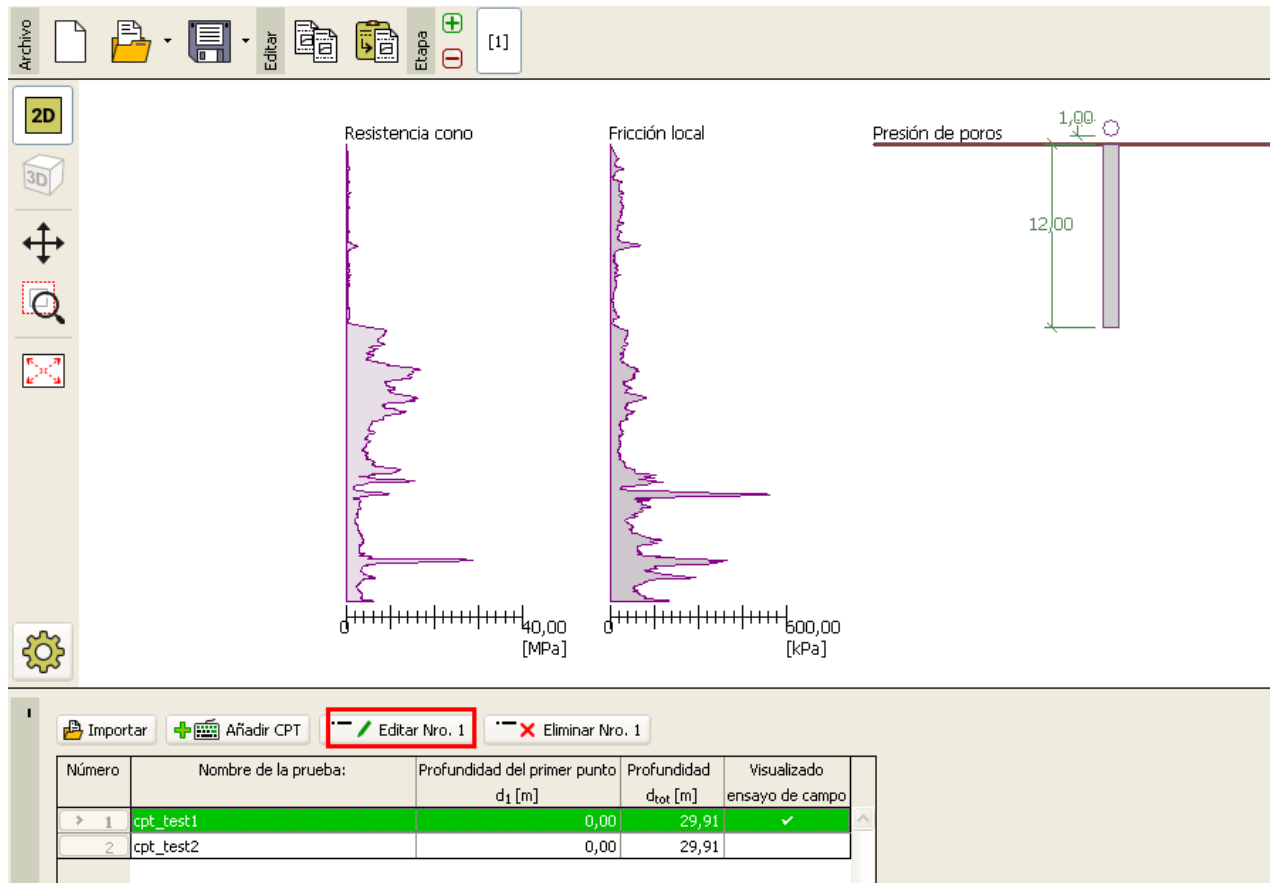 Archivo
Editar
Etapa
[1]
2D
3D
Resistencia cono
Fricción local
Presión de poros
1,00
12,00
0
40,00
[MPa]
0
600,00
[kPa]
Importar
Añadir CPT
Editar Nro. 1
Eliminar Nro. 1
Número
Nombre de la prueba:
Profundidad del primer punto
d1 [m]
Profundidad
dtot [m]
Visualizado
ensayo de campo
> 1 cpt_test1 0,00 29,91 ✓
2 cpt_test2 0,00 29,91